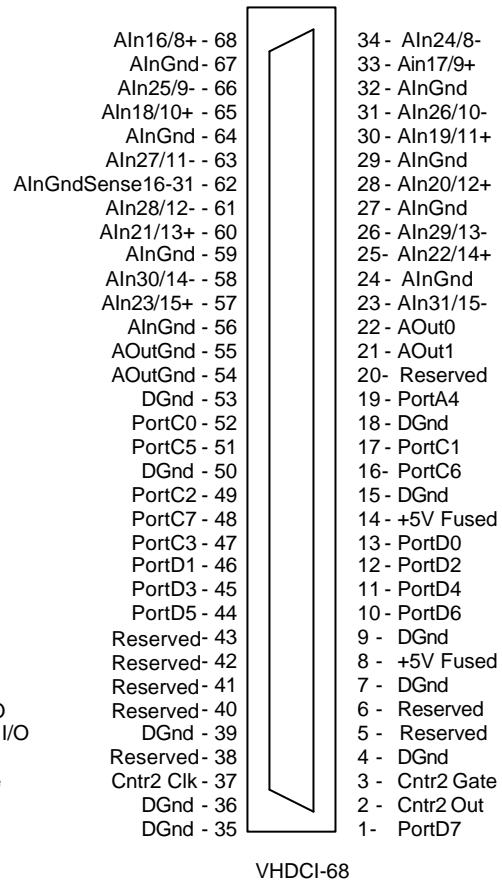 AIn16/8+ - 68 34 - AIn24/8-
AInGnd- 67 33 - Ain17/9+
AIn25/9- - 66 32 - AInGnd
AIn18/10+ - 65 31 - AIn26/10-
AInGnd - 64 30 - AIn19/11+
AIn27/11- - 63 29 - AInGnd
AInGndSense16-31 - 62 28 - AIn20/12+
AIn28/12- - 61 27 - AInGnd
AIn21/13+ - 60 26 - AIn29/13-
AInGnd - 59 25- AIn22/14+
AIn30/14- - 58 24 - AInGnd
AIn23/15+ - 57 23 - AIn31/15-
AInGnd - 56 22 - AOut0
AOutGnd - 55 21 - AOut1
AOutGnd - 54 20- Reserved
DGnd - 53 19 - PortA4
PortC0 - 52 18 - DGnd
PortC5 - 51 17 - PortC1
DGnd - 50 16- PortC6
PortC2 - 49 15 - DGnd
PortC7 - 48 14 - +5V Fused
PortC3 - 47 13 - PortD0
PortD1 - 46 12 - PortD2
PortD3 - 45 11 - PortD4
PortD5 - 44 10 - PortD6
Reserved- 43 9 - DGnd
Reserved- 42 8 - +5V Fused
Reserved- 41 7 - DGnd
Reserved- 40 6 - Reserved
I/O DGnd - 39 5 - Reserved
Reserved- 38 4 - DGnd
Cntr2 Clk - 37 3 - Cntr2 Gate
DGnd - 36 2 - Cntr2 Out
DGnd - 35 1- PortD7
VHDCI-68